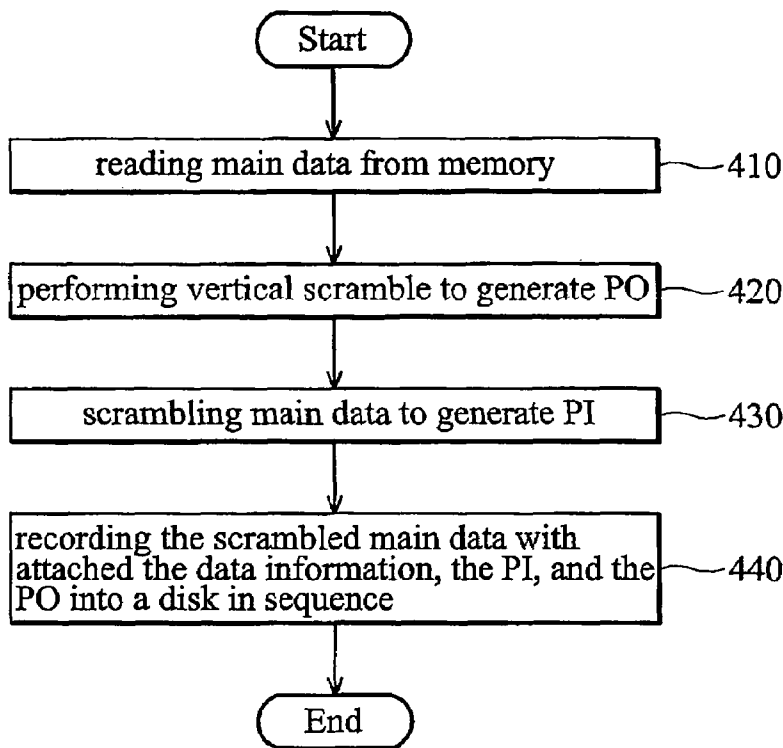 Start
reading main data from memory
410
performing vertical scramble to generate PO
420
scrambling main data to generate PI
430
recording the scrambled main data with
attached the data information, the PI, and the
PO into a disk in sequence
440
End